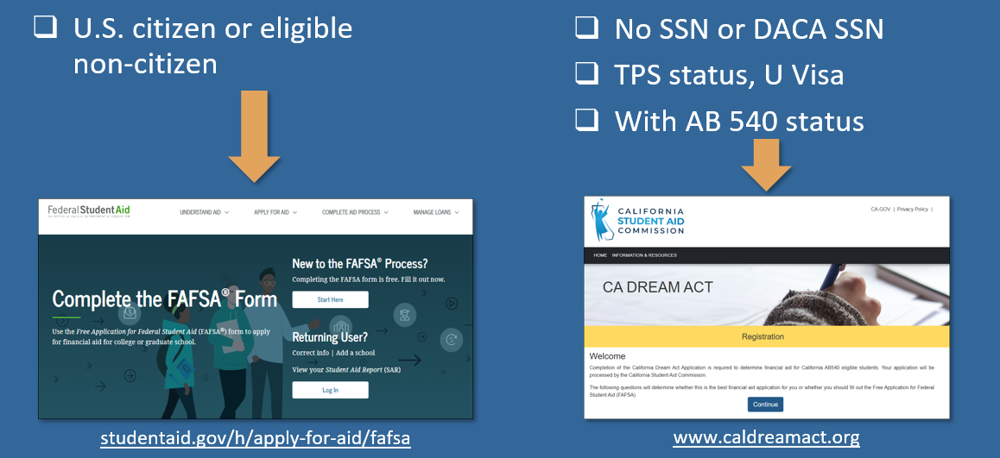 ❑ U.S. citizen or eligible
non-citizen
Federal Student Aid
UNDERSTAND AID
APPLY FOR AID
COMPLETE AID PROCESS
MANAGE LOANS
Complete the FAFSA® Form
Use the Free Application for Federal Student Aid (FAFSA®) form to apply
for financial aid for college or graduate school.
New to the FAFSA® Process?
Completing the FAFSA form is free. Fill it out now.
Start Here
Returning User?
Correct info | Add a school
View your Student Aid Report (SAR)
Log In
studentaid.gov/h/apply-for-aid/fafsa
❑ No SSN or DACA SSN
❑ TPS status, U Visa
❑ With AB 540 status
CALIFORNIA
STUDENT AID
COMMISSION
CA GOV | Privacy Policy |
HOME INFORMATION & RESOURCES
CA DREAM ACT
Registration
Welcome
Completion of the California Dream Act Application is required to determine financial aid for California AB540 eligible students. Your application will be
processed by the California Student Aid Commission.
The following questions will determine whether this is the best financial aid application for you or whether you should fill out the Free Application for Federal
Student Aid (FAFSA).
Continue
www.caldreamact.org